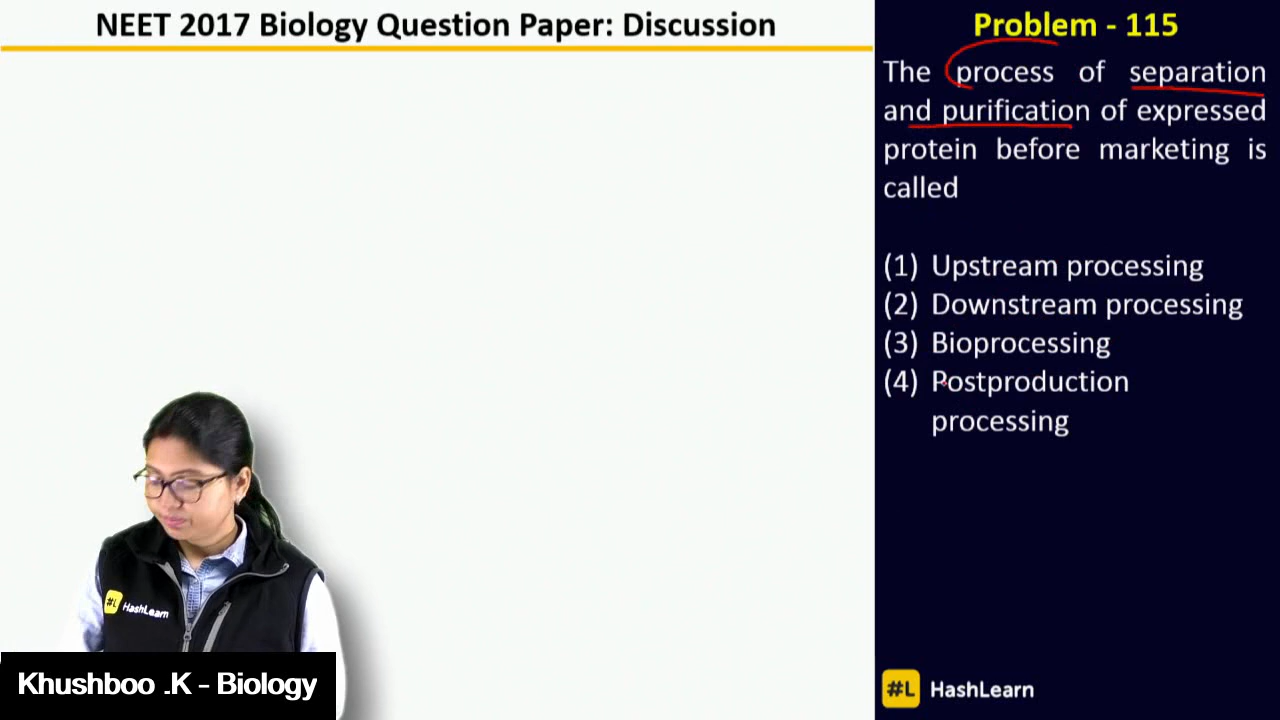 NEET 2017 Biology Question Paper: Discussion
Problem - 115
The process of separation
and purification of expressed
protein before marketing is
called
(1) Upstream processing
(2) Downstream processing
(3) Bioprocessing
(4) Postproduction
processing
#L HashLearn
Khushboo .K - Biology
#L HashLearn